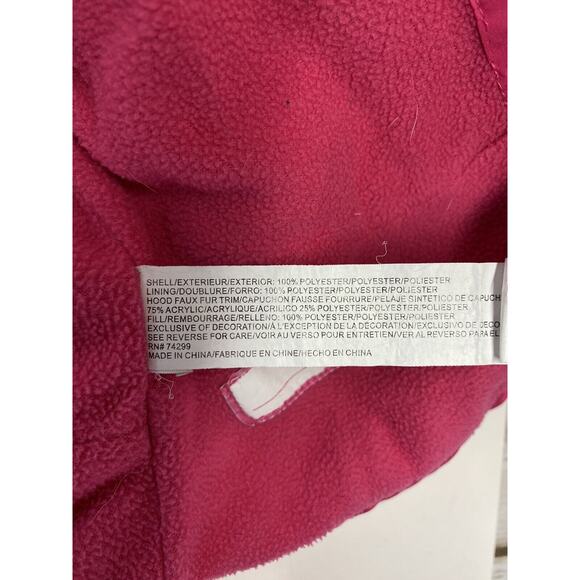 SHELL/EXTERIEUR/EXTERIOR: 100% POLYESTER/POLYESTER/POLIESTER
LINING/DOUBLURE/FORRO: 100% POLYESTER/POLYESTER/POLIESTER
HOOD FAUX FUR TRIM/CAPUCHON FAUSSE FOURRURE/PELAJE SINTETICO DE CAPUCH
75% ACRYLIC/ACRYLIQUE/ACRILICO 25% POLYESTER/POLYESTER/POLIESTER
FILL/REMBOURRAGE/RELLENO: 100% POLYESTER/POLYESTER/POLIESTER
EXCLUSIVE OF DECORATION/À L'EXCEPTION DE LA DÉCORATION/EXCLUSIVO DE DECO
SEE REVERSE FOR CARE/VOIR AU VERSO POUR ENTRETIEN/VER AL REVERSO PARA EL
RN# 74299
MADE IN CHINA/FABRIQUE EN CHINE/HECHO EN CHINA